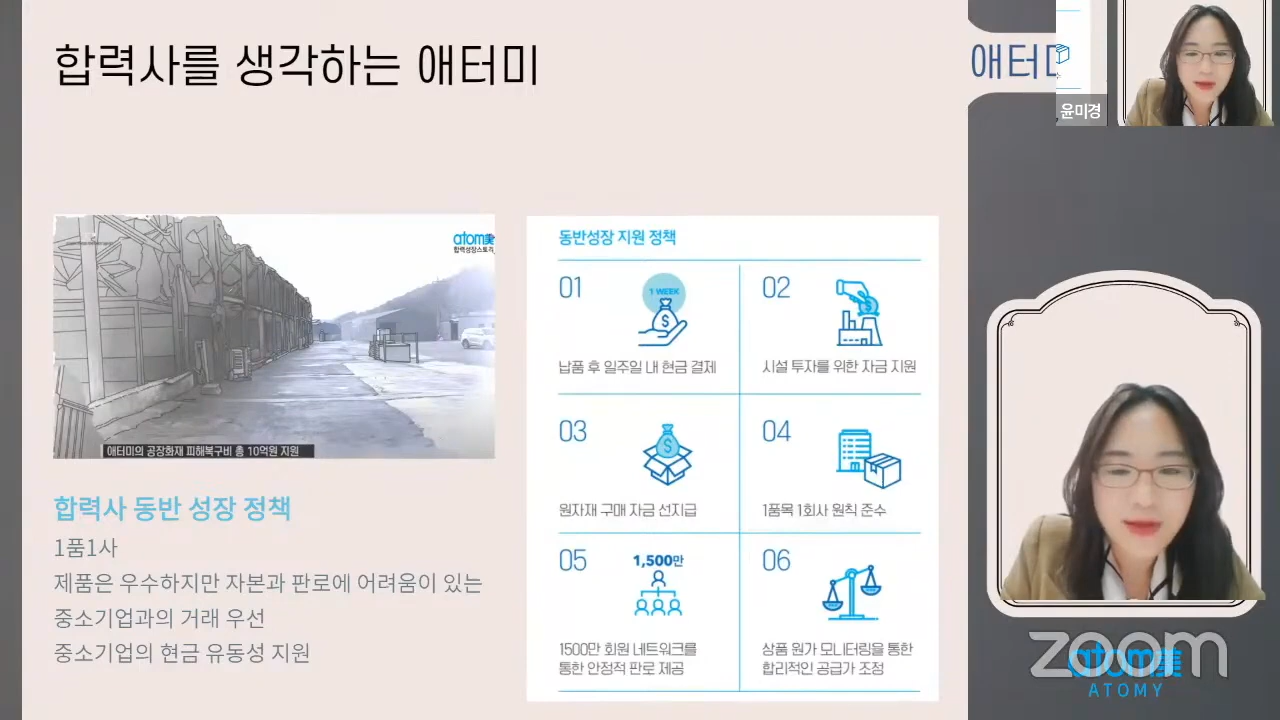 합력사를 생각하는 애터미
애터
윤미경
atom美
합력성장스토리
애터미의 공장화재 피해복구비 총 10억원 지원
합력사 동반 성장 정책
1품1사
제품은 우수하지만 자본과 판로에 어려움이 있는
중소기업과의 거래 우선
중소기업의 현금 유동성 지원
동반성장 지원 정책
01
1 WEEK
납품 후 일주일 내 현금 결제
02
시설 투자를 위한 자금 지원
03
원자재 구매 자금 선지급
04
1품목 1회사 원칙 준수
05
1,500만
1500만 회원 네트워크를
통한 안정적 판로 제공
06
상품 원가 모니터링을 통한
합리적인 공급가 조정
zoom
atom美
ATOMY